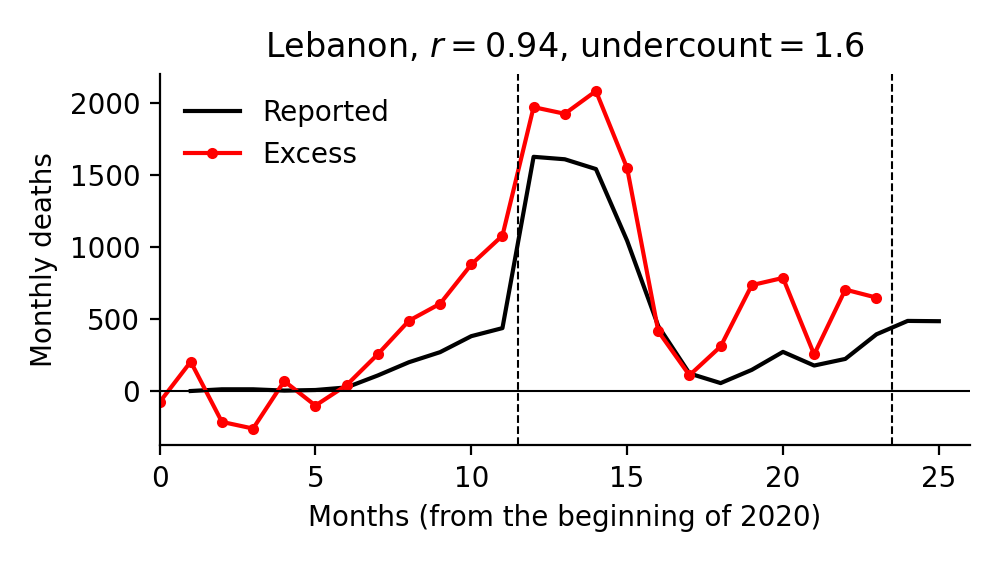 Lebanon, r = 0.94, undercount = 1.6
Reported
Excess
Monthly deaths
2000
1500
1000
500
0
0 5 10 15 20 25
Months (from the beginning of 2020)